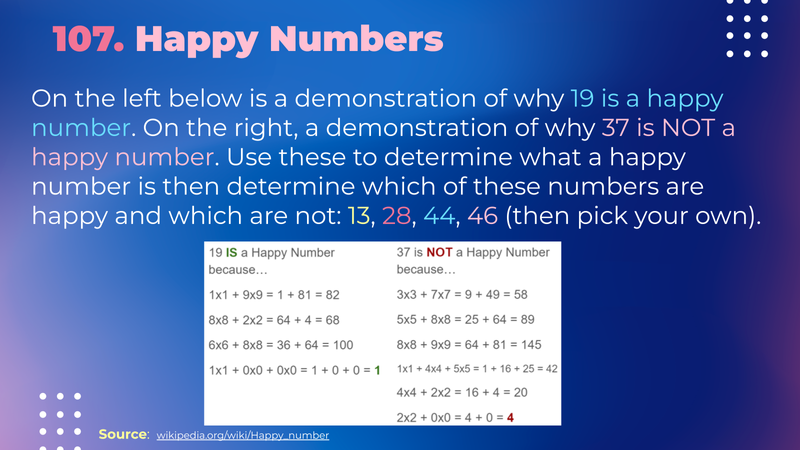 107. Happy Numbers
On the left below is a demonstration of why 19 is a happy
number. On the right, a demonstration of why 37 is NOT a
happy number. Use these to determine what a happy
number is then determine which of these numbers are
happy and which are not: 13, 28, 44, 46 (then pick your own).
19 IS a Happy Number
because…
1x1 + 9x9 = 1 + 81 = 82
8x8 + 2x2 = 64 + 4 = 68
6x6 + 8x8 = 36 + 64 = 100
1x1 + 0x0 + 0x0 = 1 + 0 + 0 = 1
37 is NOT a Happy Number
because…
3x3 + 7x7 = 9 + 49 = 58
5x5 + 8x8 = 25 + 64 = 89
8x8 + 9x9 = 64 + 81 = 145
1x1 + 4x4 + 5x5 = 1 + 16 + 25 = 42
4x4 + 2x2 = 16 + 4 = 20
2x2 + 0x0 = 4 + 0 = 4
Source: wikipedia.org/wiki/Happy_number